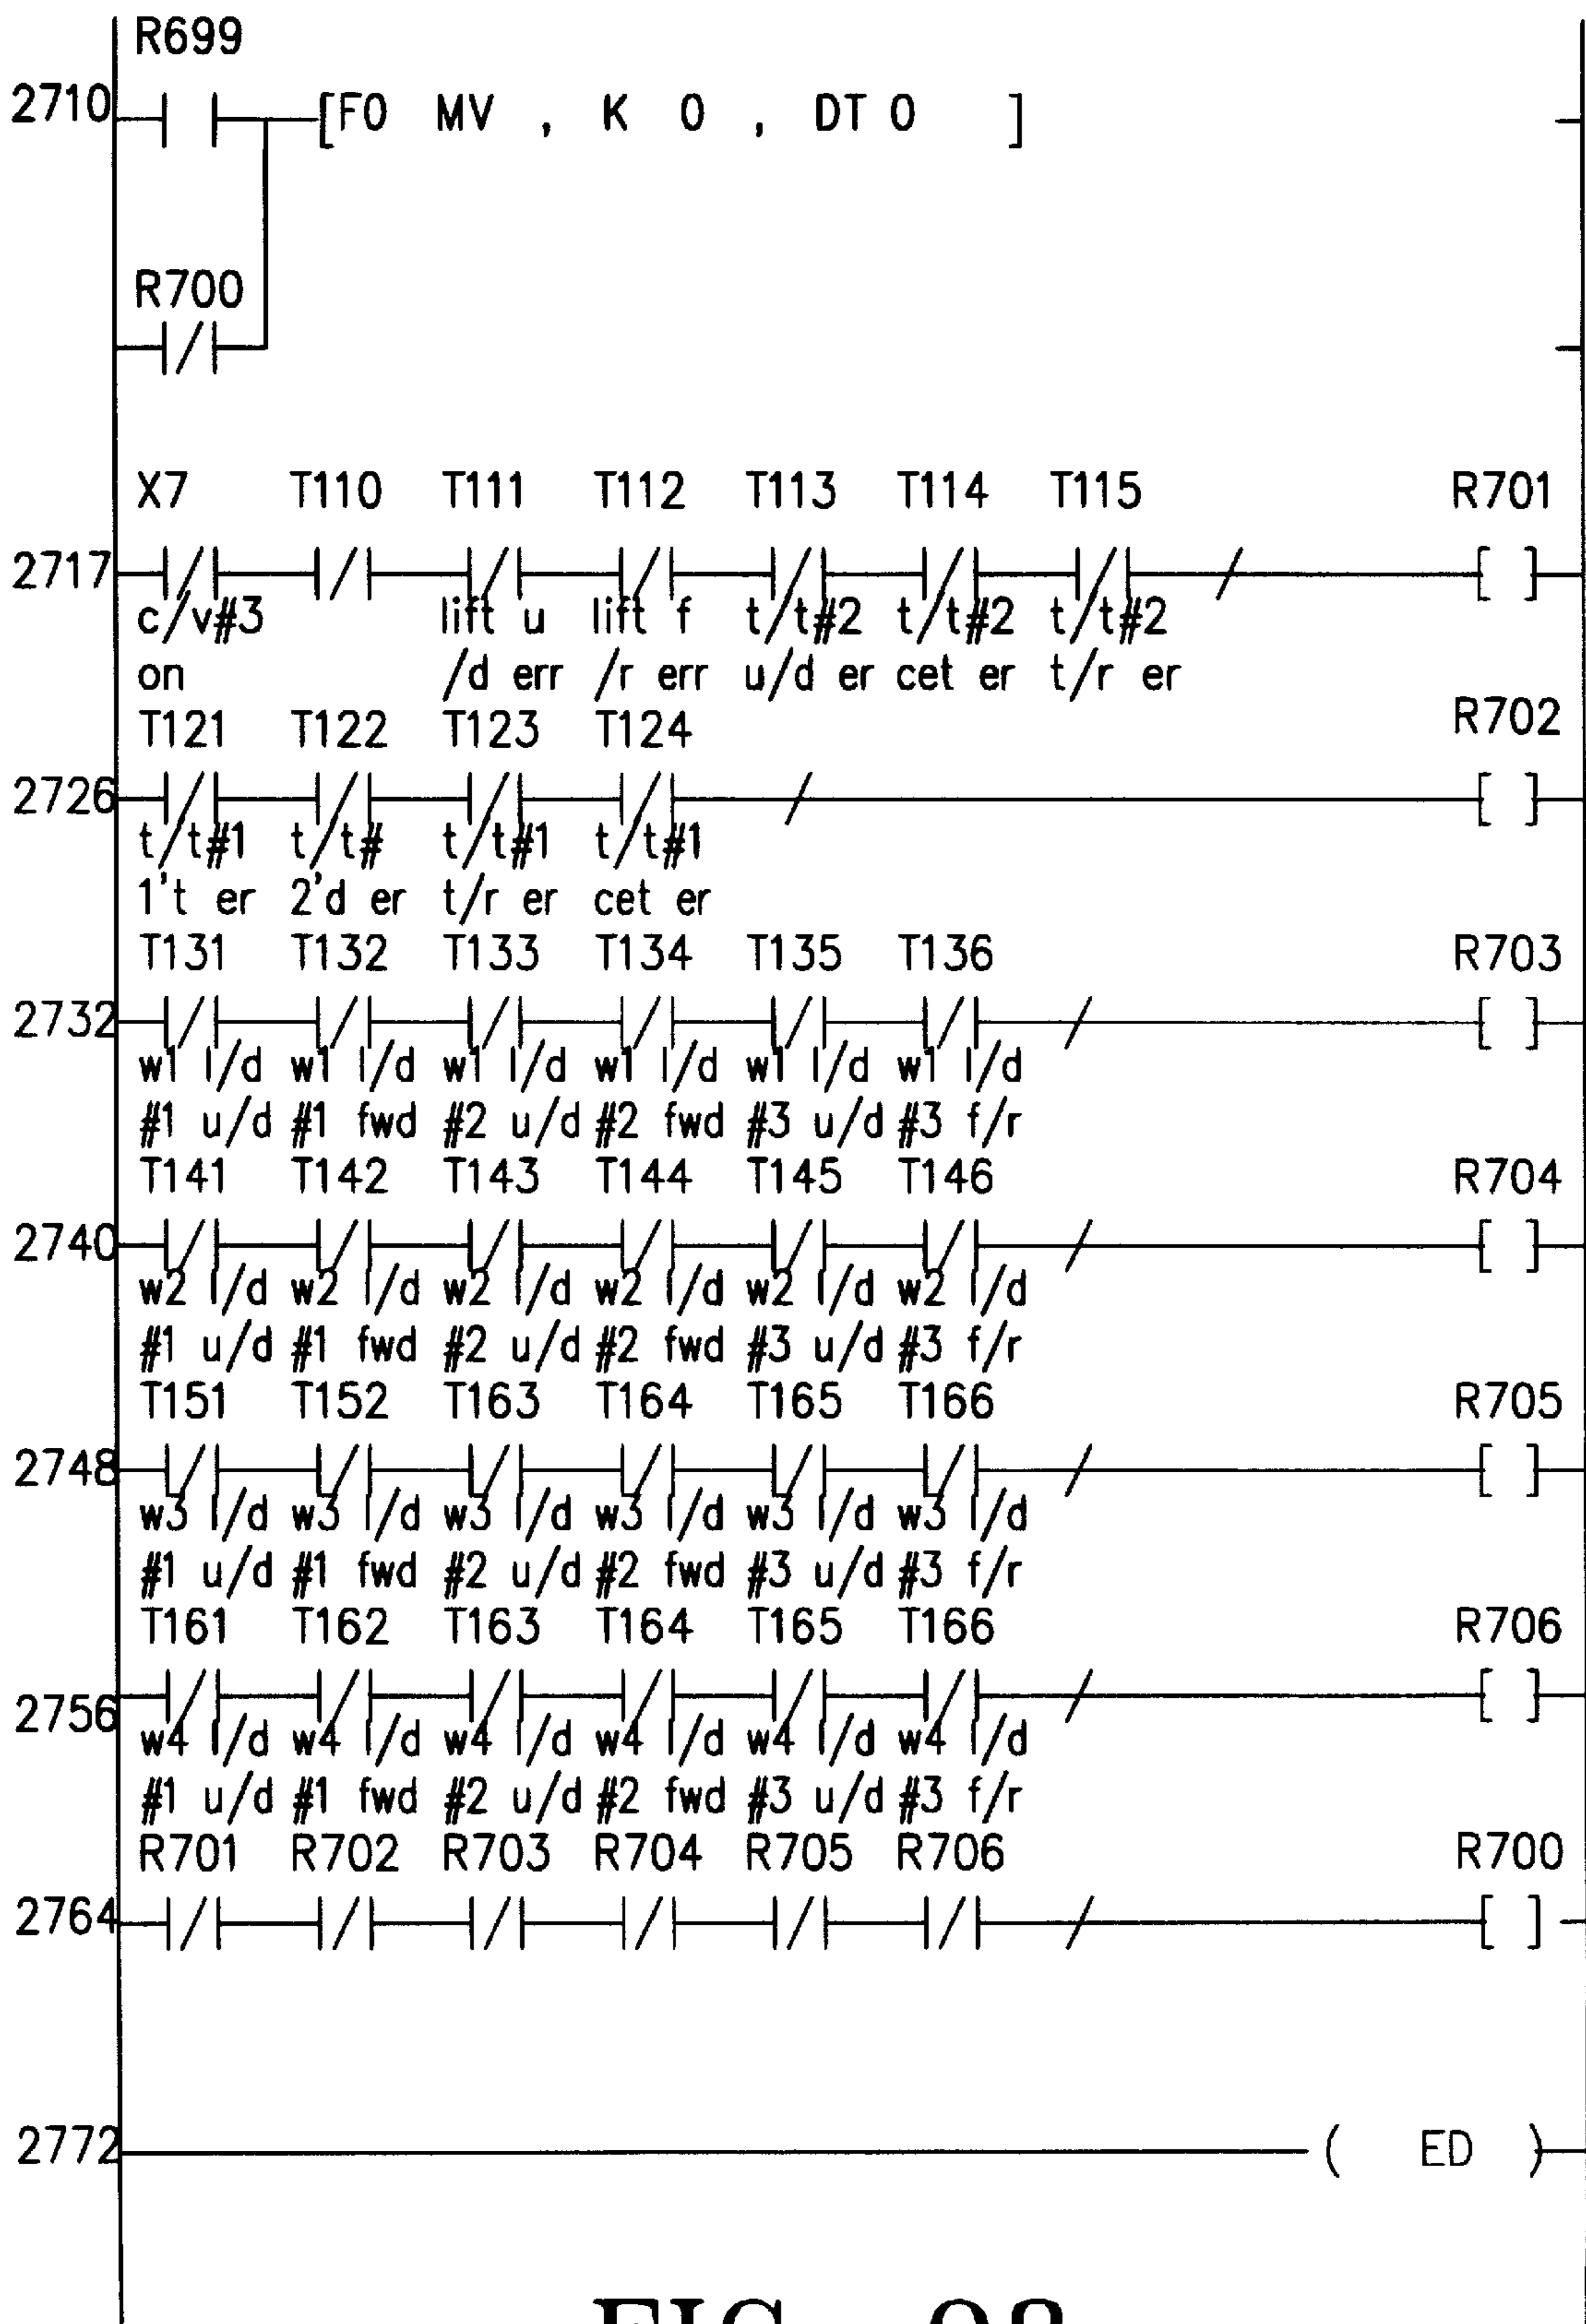 R699
2710 [F0 MV , K 0 , DT 0 ]
R700
X7 T110 T111 T112 T113 T114 T115 R701
2717 [ ]
c/v#3 lift u lift f t/t#2 t/t#2 t/t#2
on /d err /r err u/d er cet er t/r er
T121 T122 T123 T124 R702
2726 [ ]
t/t#1 t/t# t/t#1 t/t#1
1't er 2'd er t/r er cet er
T131 T132 T133 T134 T135 T136 R703
2732 [ ]
w1 l/d w1 l/d w1 l/d w1 l/d w1 l/d w1 l/d
#1 u/d #1 fwd #2 u/d #2 fwd #3 u/d #3 f/r
T141 T142 T143 T144 T145 T146 R704
2740 [ ]
w2 l/d w2 l/d w2 l/d w2 l/d w2 l/d w2 l/d
#1 u/d #1 fwd #2 u/d #2 fwd #3 u/d #3 f/r
T151 T152 T163 T164 T165 T166 R705
2748 [ ]
w3 l/d w3 l/d w3 l/d w3 l/d w3 l/d w3 l/d
#1 u/d #1 fwd #2 u/d #2 fwd #3 u/d #3 f/r
T161 T162 T163 T164 T165 T166 R706
2756 [ ]
w4 l/d w4 l/d w4 l/d w4 l/d w4 l/d w4 l/d
#1 u/d #1 fwd #2 u/d #2 fwd #3 u/d #3 f/r
R701 R702 R703 R704 R705 R706 R700
2764 [ ]
2772 ( ED )
FIG